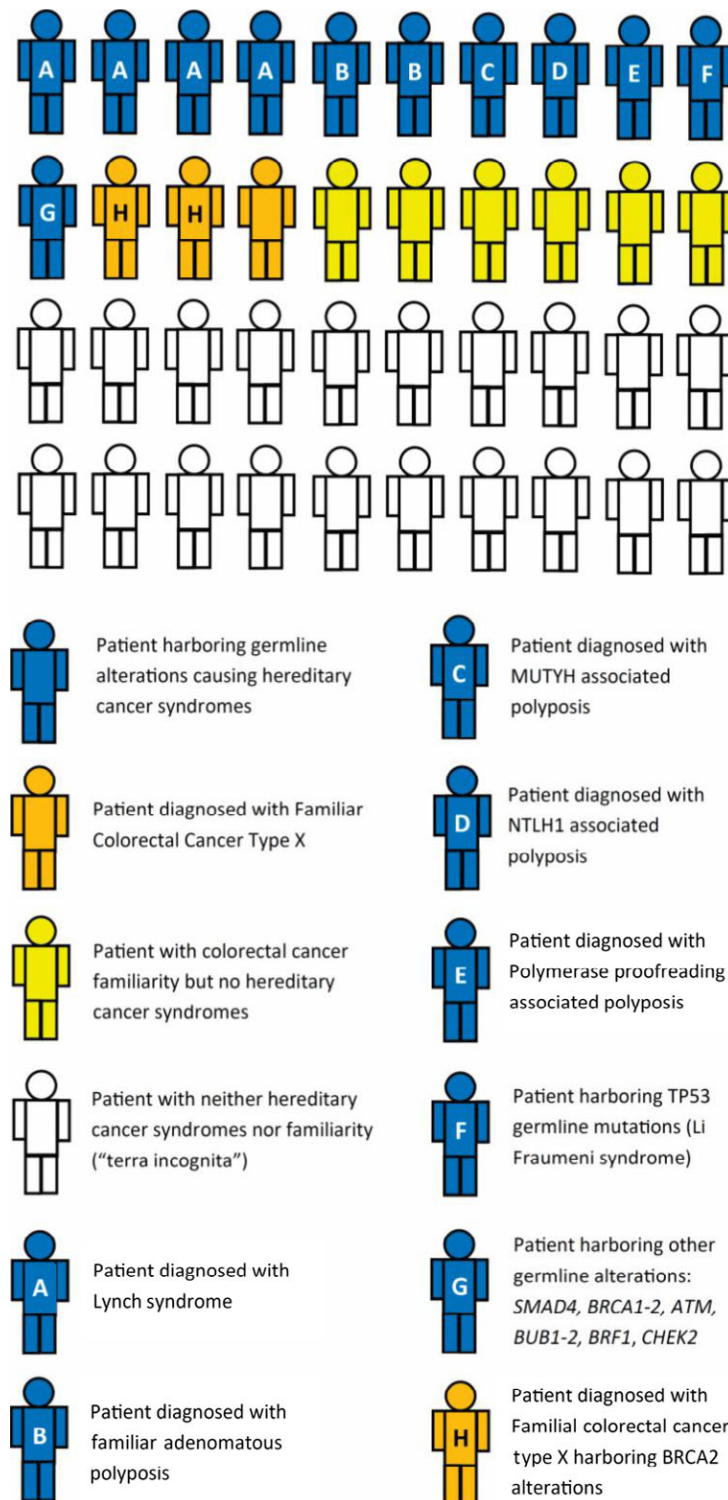 A A A A B B C D E F
G H H
Patient harboring germline
alterations causing hereditary
cancer syndromes
C
Patient diagnosed with
MUTYH associated
polyposis
Patient diagnosed with Familiar
Colorectal Cancer Type X
D
Patient diagnosed with
NTLH1 associated
polyposis
Patient with colorectal cancer
familiarity but no hereditary
cancer syndromes
E
Patient diagnosed with
Polymerase proofreading
associated polyposis
Patient with neither hereditary
cancer syndromes nor familiarity
(“terra incognita”)
F
Patient harboring TP53
germline mutations (Li
Fraumeni syndrome)
A
Patient diagnosed with
Lynch syndrome
G
Patient harboring other
germline alterations:
SMAD4, BRCA1-2, ATM,
BUB1-2, BRF1, CHEK2
B
Patient diagnosed with
familiar adenomatous
polyposis
H
Patient diagnosed with
Familial colorectal cancer
type X harboring BRCA2
alterations